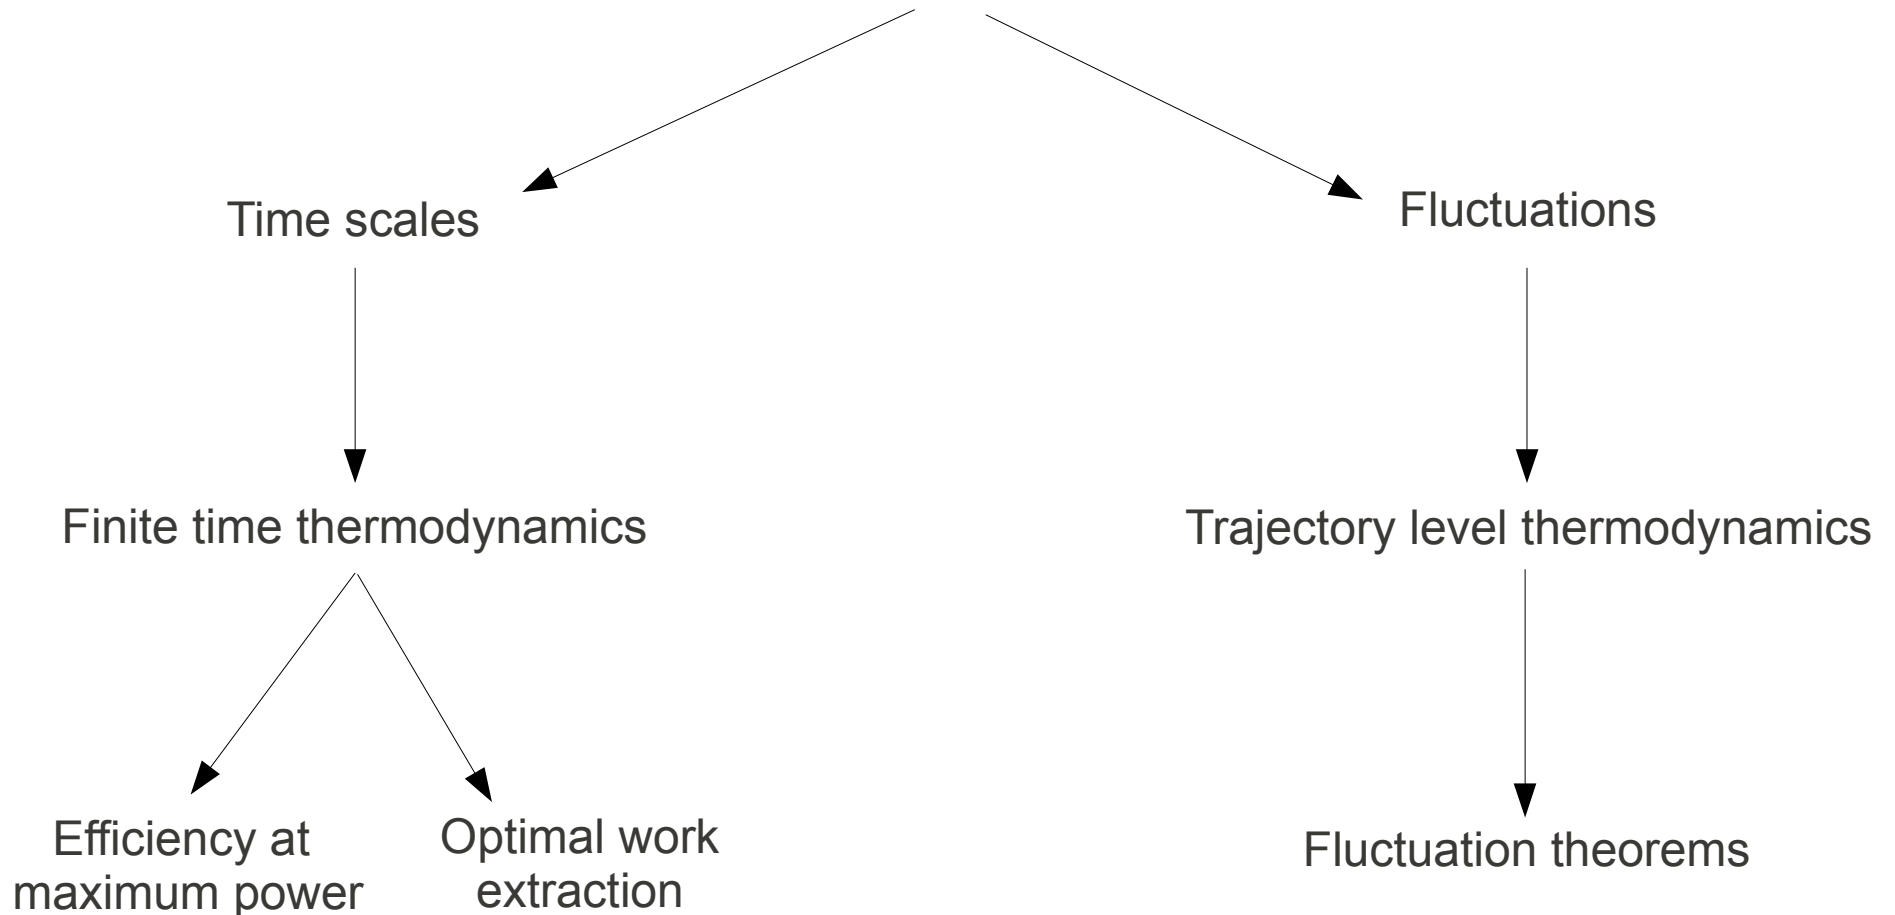 Time scales
Fluctuations
Finite time thermodynamics
Trajectory level thermodynamics
Efficiency at
maximum power
Optimal work
extraction
Fluctuation theorems